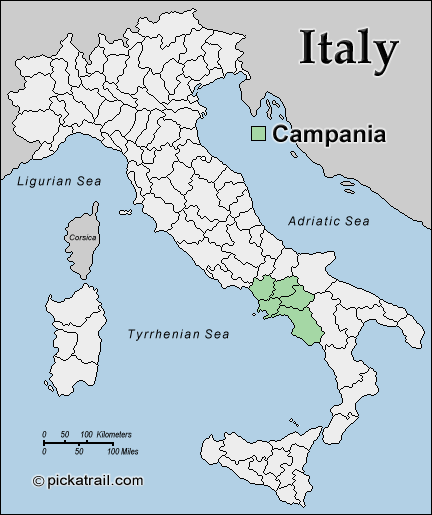 Italy
Campania
Ligurian Sea
Adriatic Sea
Corsica
Tyrrhenian Sea
0 50 100 Kilometers
0 50 100 Miles
© pickatrail.com